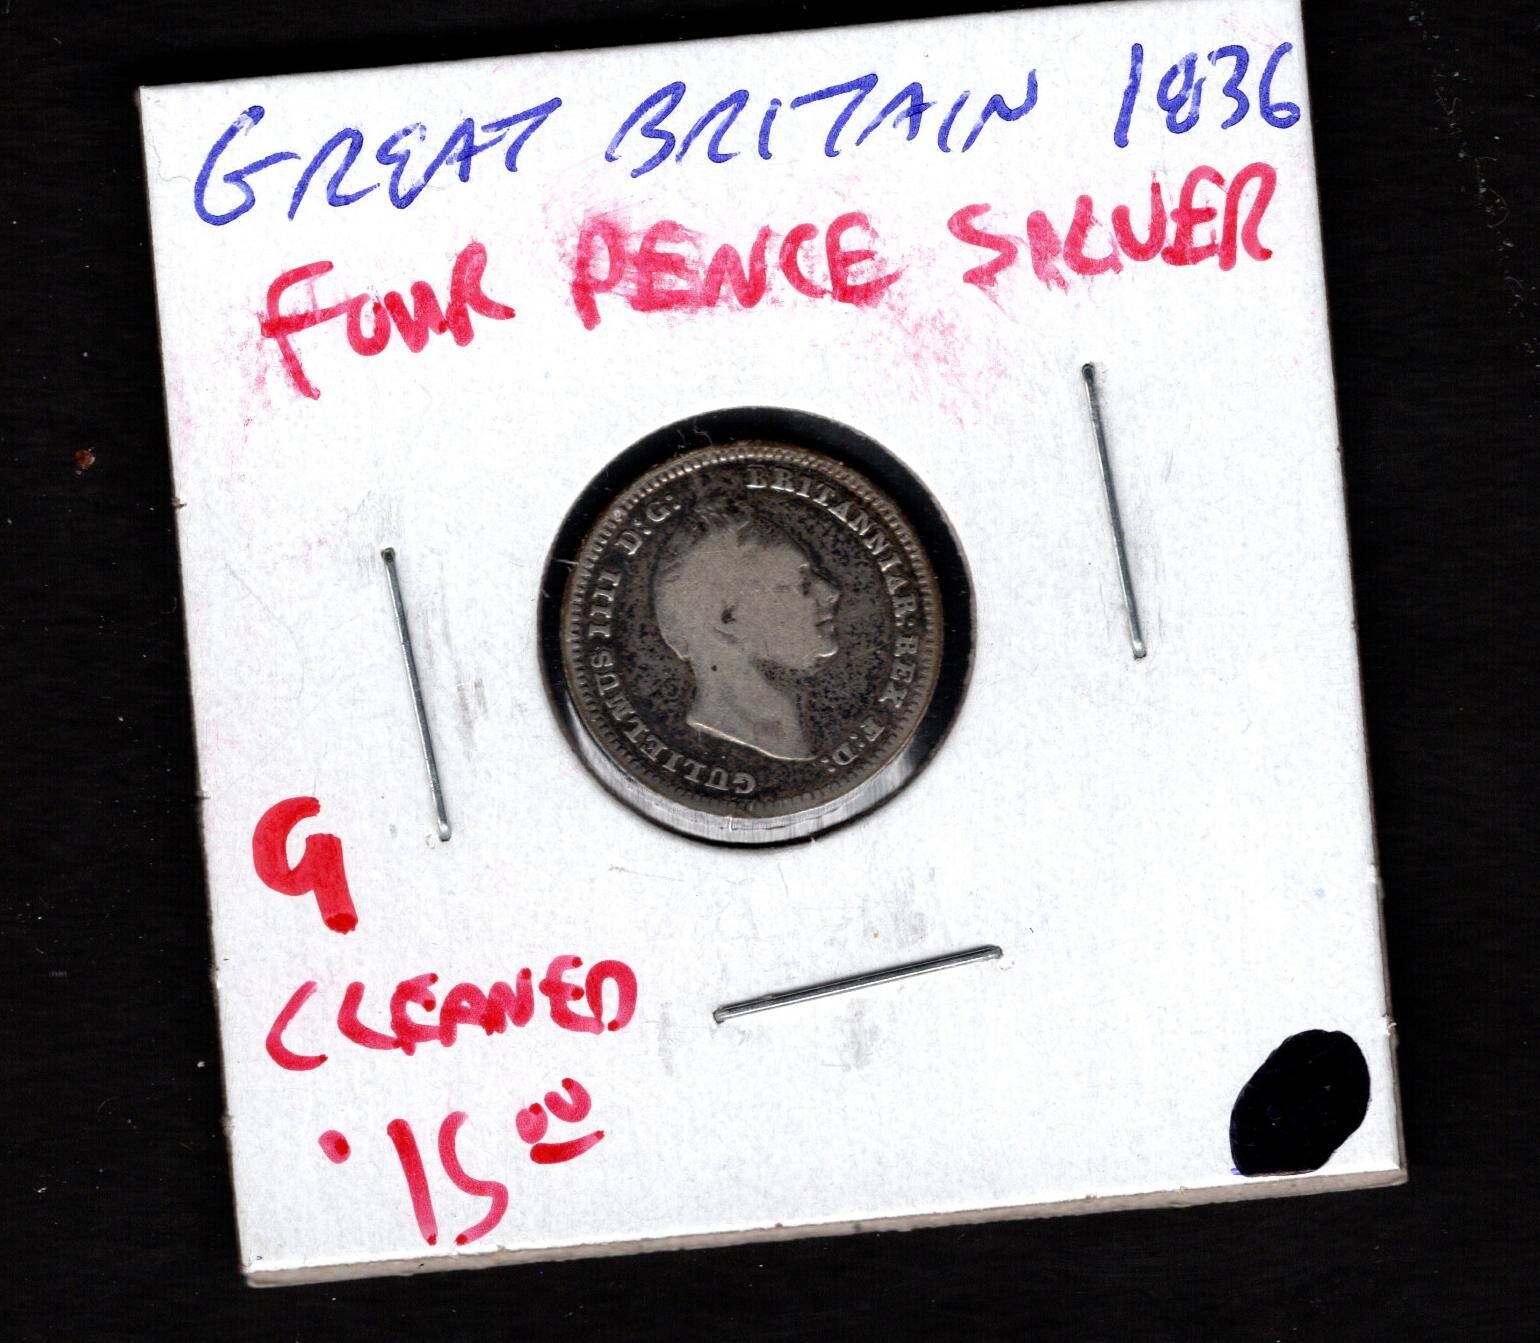 GREAT BRITAIN 1836
FOUR PENCE SILVER
GULIELMUS IIII D:G: BRITANNIAR:REX F:D:
G
CLEANED
15 00